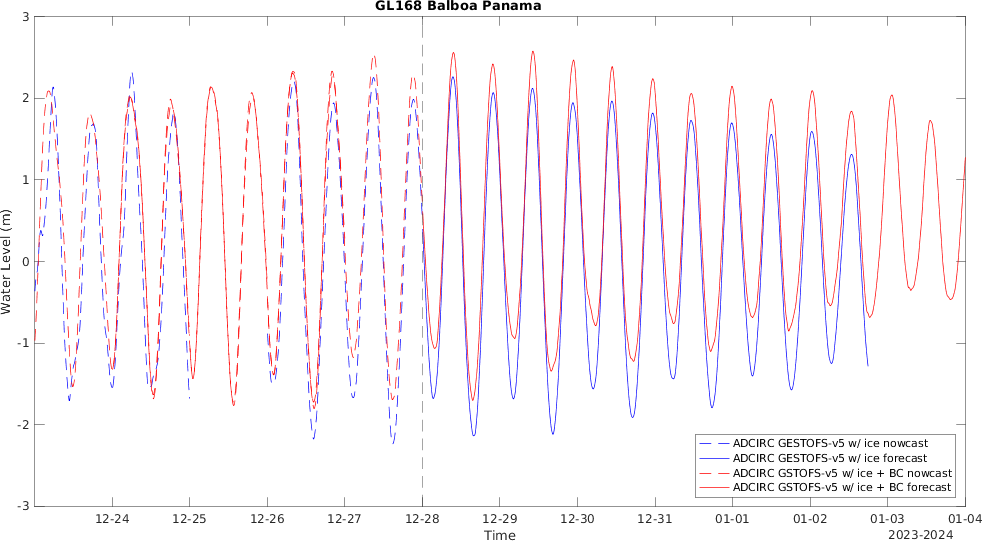 GL168 Balboa Panama
3
2
1
0
-1
-2
-3
Water Level (m)
ADCIRC GESTOFS-v5 w/ ice nowcast
ADCIRC GESTOFS-v5 w/ ice forecast
ADCIRC GSTOFS-v5 w/ ice + BC nowcast
ADCIRC GSTOFS-v5 w/ ice + BC forecast
12-24 12-25 12-26 12-27 12-28 12-29 12-30 12-31 01-01 01-02 01-03 01-04
Time
2023-2024